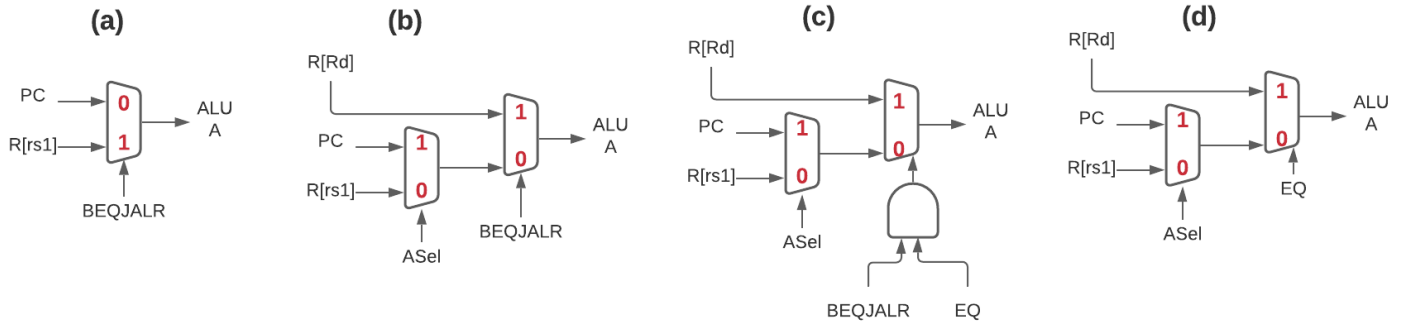 (a)
PC
0
R[rs1]
1
ALU
A
BEQJALR
(b)
R[Rd]
PC
1
R[rs1]
0
ASel
1
0
BEQJALR
ALU
A
(c)
R[Rd]
PC
1
R[rs1]
0
ASel
1
0
ALU
A
BEQJALR
EQ
(d)
R[Rd]
PC
1
R[rs1]
0
ASel
1
0
EQ
ALU
A